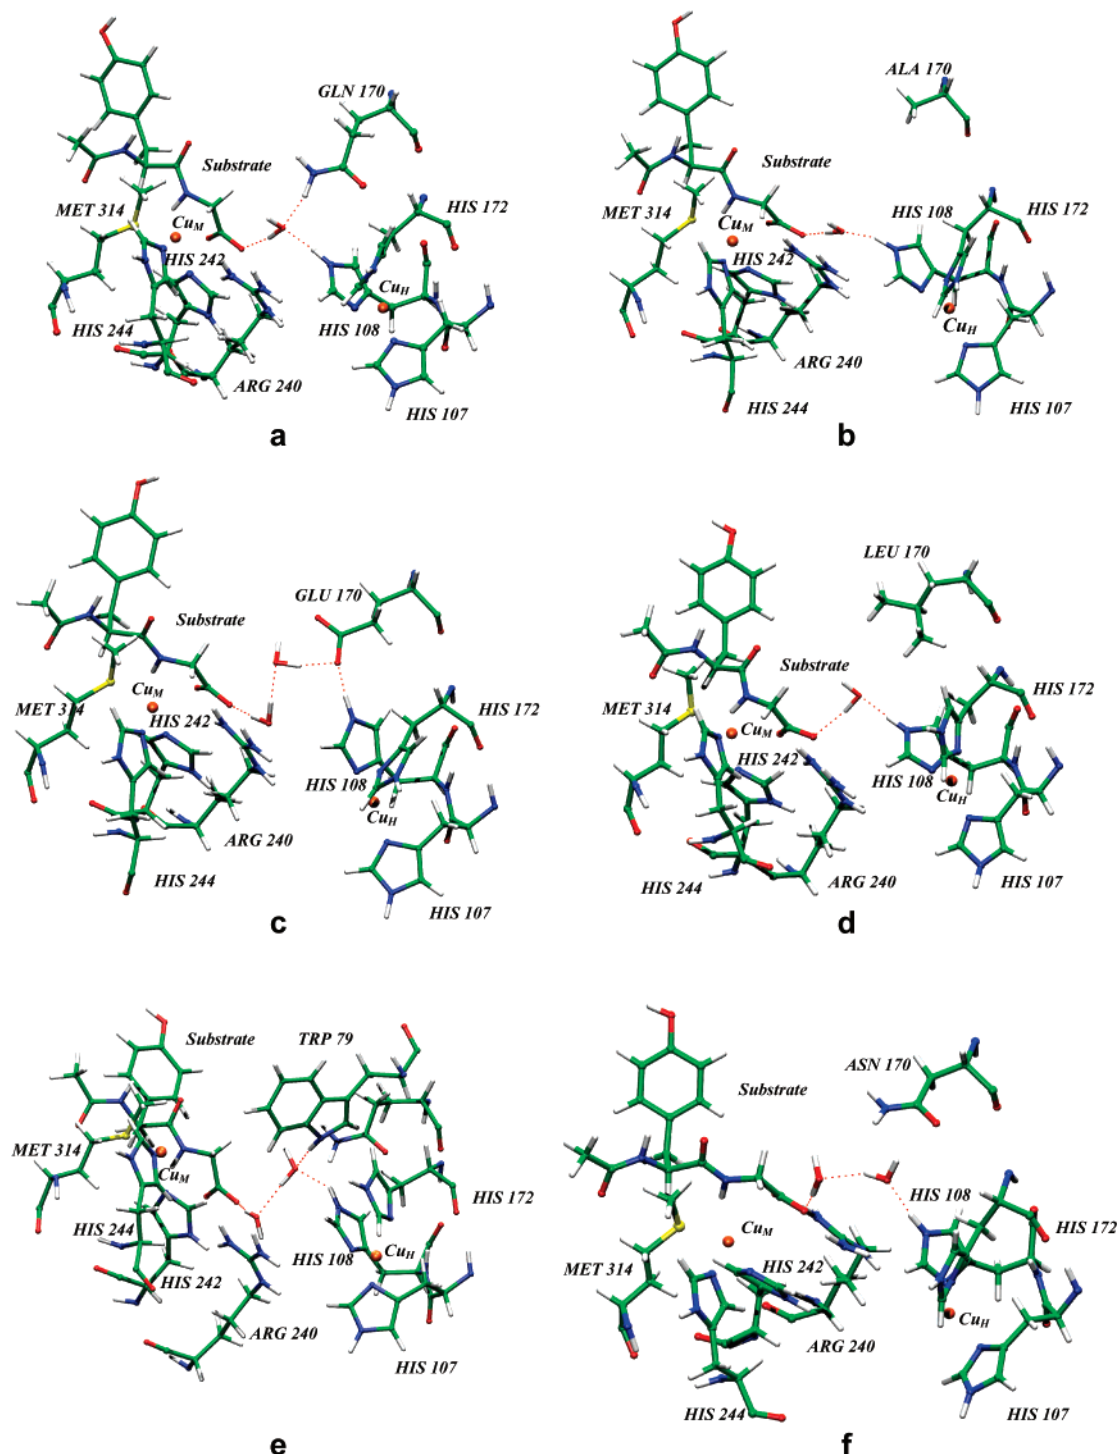 GLN 170
Substrate
MET 314
CuM
HIS 172
HIS 242
CuH
HIS 244
HIS 108
ARG 240
HIS 107
a
ALA 170
Substrate
MET 314
HIS 108
HIS 172
CuM
HIS 242
CuH
ARG 240
HIS 244
HIS 107
b
GLU 170
Substrate
MET 314
CuM
HIS 242
HIS 172
HIS 108
CuH
ARG 240
HIS 244
HIS 107
c
LEU 170
Substrate
HIS 172
MET 314
CuM
HIS 242
HIS 108
CuH
HIS 244
ARG 240
HIS 107
d
Substrate
TRP 79
MET 314
CuM
HIS 172
HIS 244
HIS 108
CuH
HIS 242
ARG 240
HIS 107
e
ASN 170
Substrate
HIS 108
CuM
HIS 172
MET 314
HIS 242
CuH
ARG 240
HIS 244
HIS 107
f